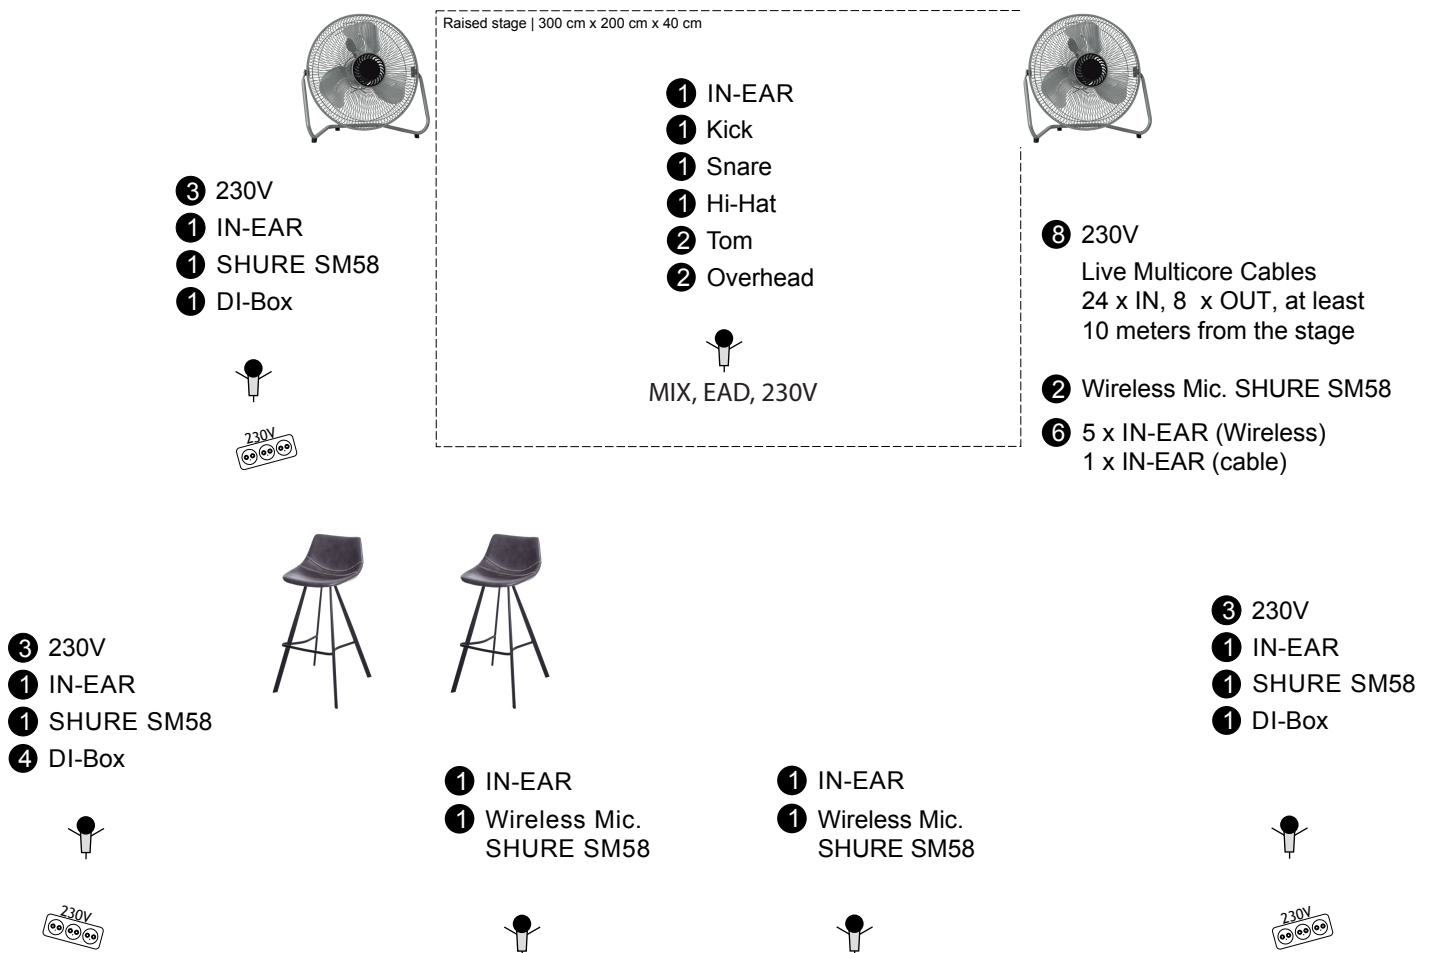 Raised stage | 300 cm x 200 cm x 40 cm
1 IN-EAR
1 Kick
1 Snare
1 Hi-Hat
2 Tom
2 Overhead
MIX, EAD, 230V
3 230V
1 IN-EAR
1 SHURE SM58
1 DI-Box
230V
8 230V
Live Multicore Cables
24 x IN, 8 x OUT, at least
10 meters from the stage
2 Wireless Mic. SHURE SM58
6 5 x IN-EAR (Wireless)
1 x IN-EAR (cable)
3 230V
1 IN-EAR
1 SHURE SM58
4 DI-Box
230V
1 IN-EAR
1 Wireless Mic.
SHURE SM58
1 IN-EAR
1 Wireless Mic.
SHURE SM58
3 230V
1 IN-EAR
1 SHURE SM58
1 DI-Box
230V